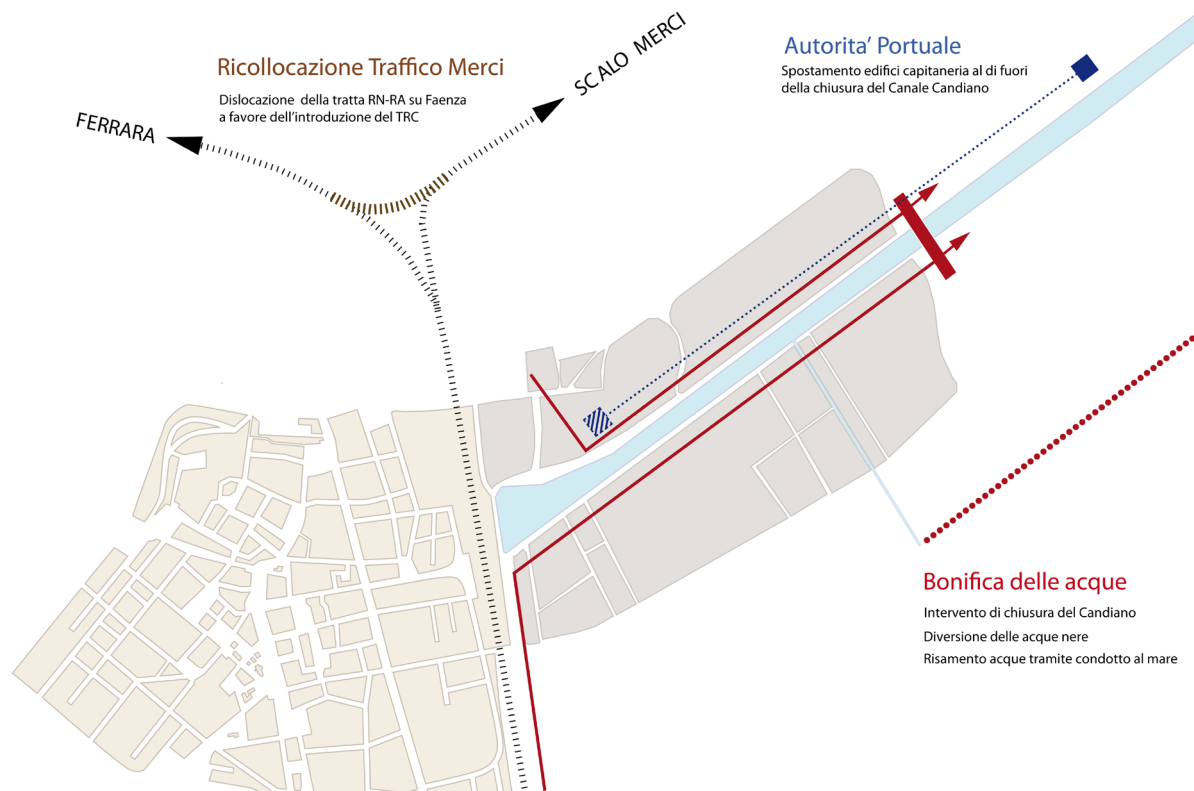 Ricollocazione Traffico Merci
Dislocazione della tratta RN-RA su Faenza
a favore dell'introduzione del TRC
FERRARA
SCALO MERCI
Autorita' Portuale
Spostamento edifici capitaneria al di fuori
della chiusura del Canale Candiano
Bonifica delle acque
Intervento di chiusura del Candiano
Diversione delle acque nere
Risamento acque tramite condotto al mare